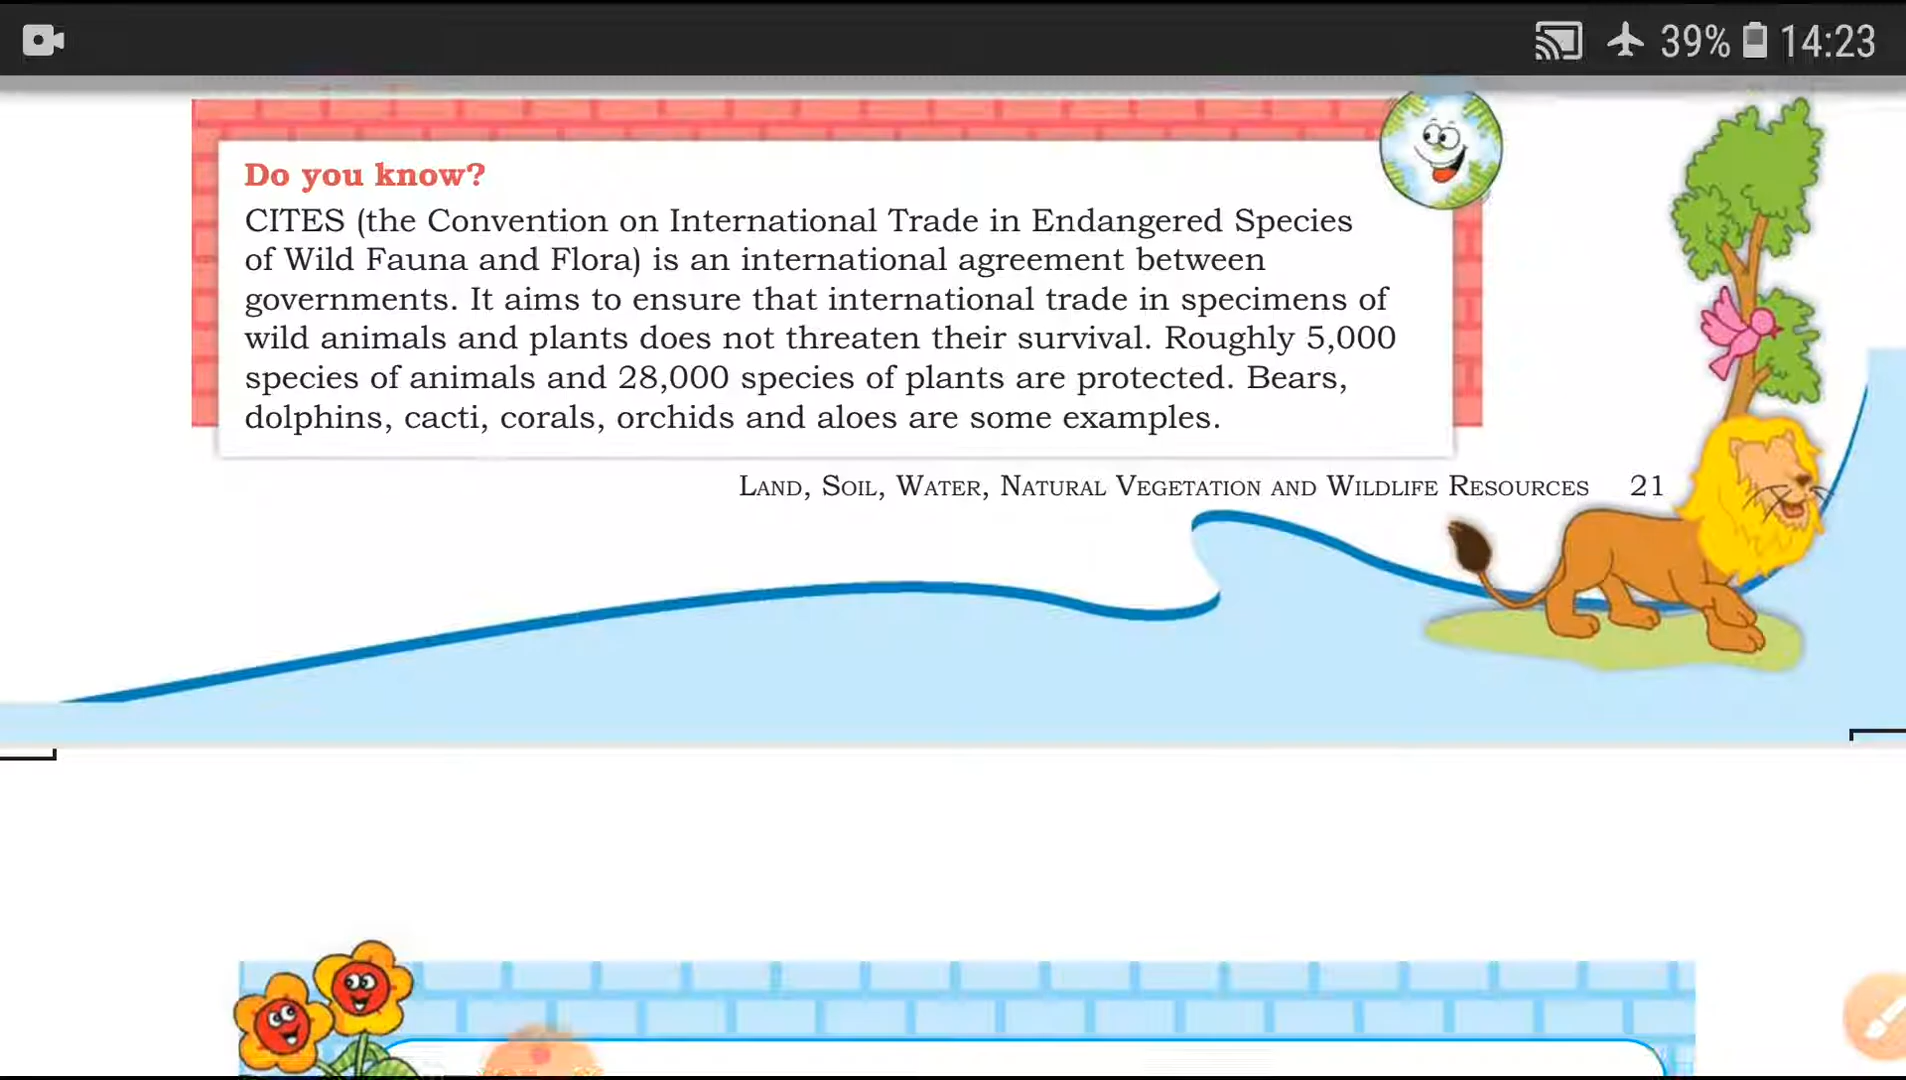 39% 14:23
Do you know?
CITES (the Convention on International Trade in Endangered Species
of Wild Fauna and Flora) is an international agreement between
governments. It aims to ensure that international trade in specimens of
wild animals and plants does not threaten their survival. Roughly 5,000
species of animals and 28,000 species of plants are protected. Bears,
dolphins, cacti, corals, orchids and aloes are some examples.
LAND, SOIL, WATER, NATURAL VEGETATION AND WILDLIFE RESOURCES 21